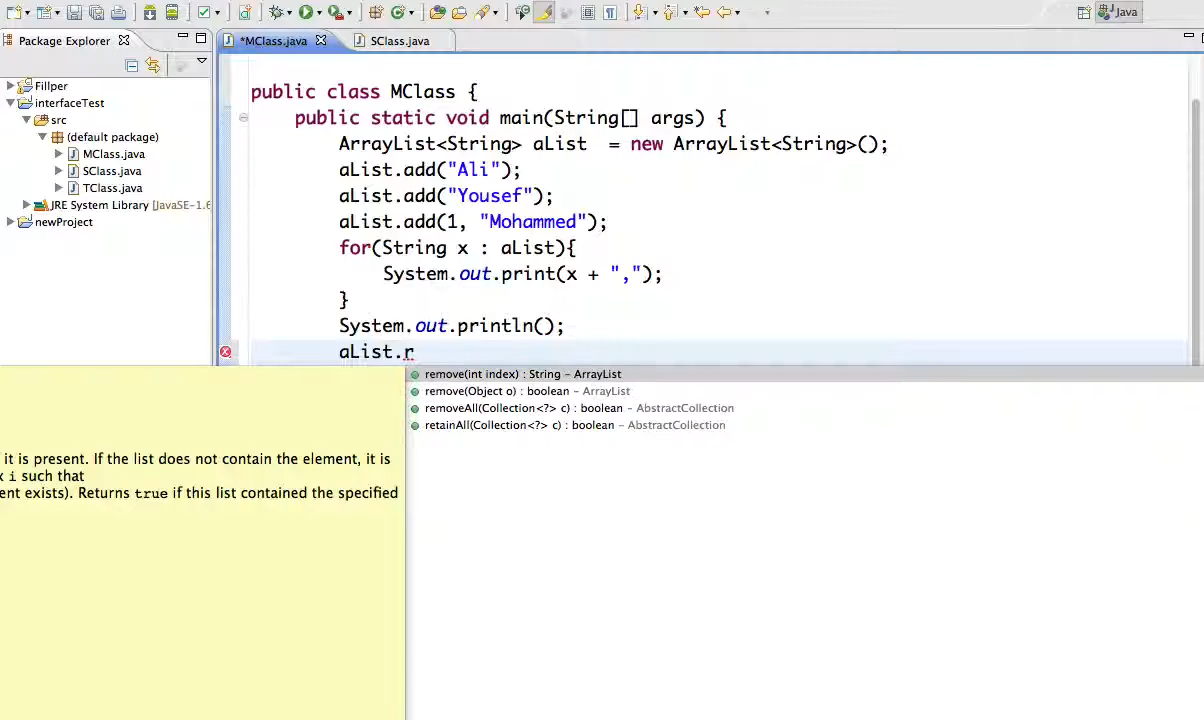 Java
Package Explorer
*MClass.java
SClass.java
Fillper
interfaceTest
src
(default package)
MClass.java
SClass.java
TClass.java
JRE System Library [JavaSE-1.6
newProject
public class MClass {
public static void main(String[] args) {
ArrayList<String> aList  = new ArrayList<String>();
aList.add("Ali");
aList.add("Yousef");
aList.add(1, "Mohammed");
for(String x : aList){
System.out.print(x + ",");
}
System.out.println();
aList.r
remove(int index) : String – ArrayList
remove(Object o) : boolean – ArrayList
removeAll(Collection<?> c) : boolean – AbstractCollection
retainAll(Collection<?> c) : boolean – AbstractCollection
it is present. If the list does not contain the element, it is
x i such that
ent exists). Returns true if this list contained the specified